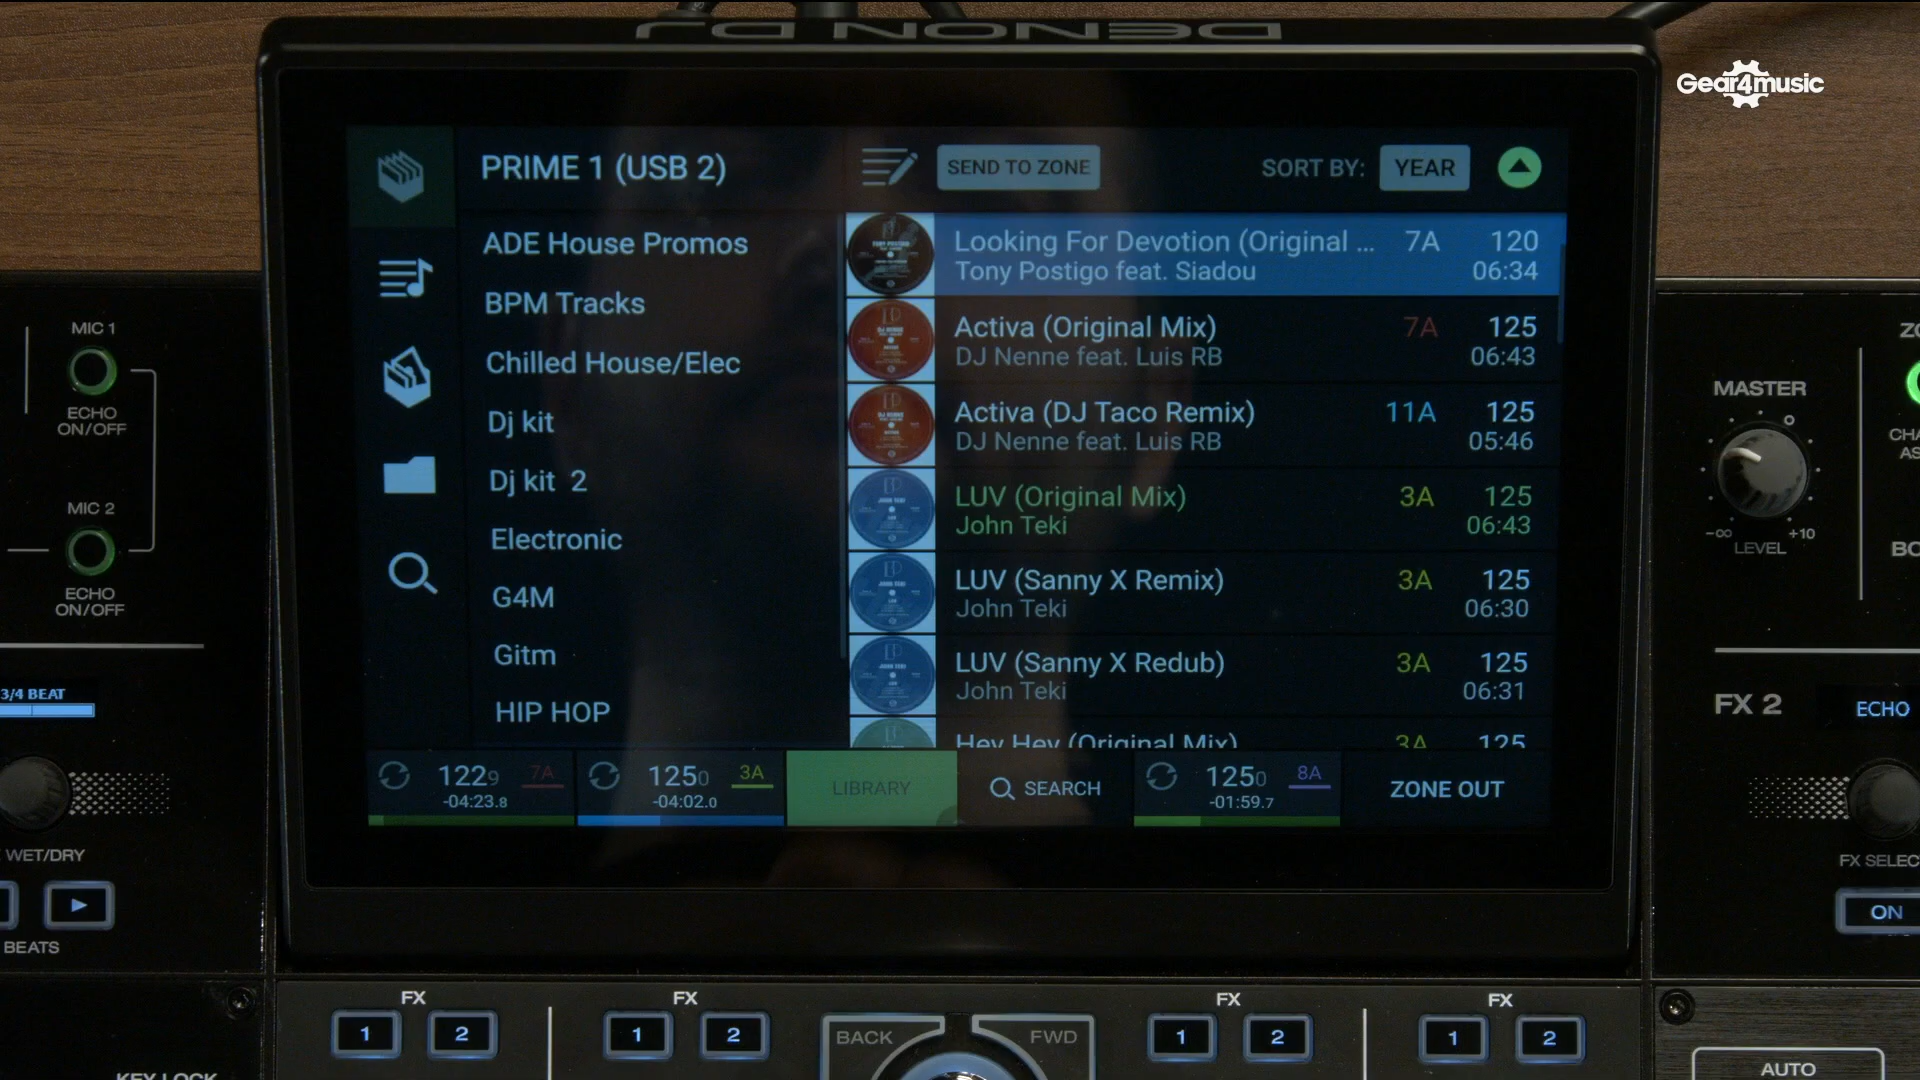 DENON DJ
Gear4music
PRIME 1 (USB 2)
SEND TO ZONE
SORT BY:
YEAR
ADE House Promos
BPM Tracks
Chilled House/Elec
Dj kit
Dj kit 2
Electronic
G4M
Gitm
HIP HOP
Looking For Devotion (Original ... 7A 120
Tony Postigo feat. Siadou 06:34
Activa (Original Mix) 7A 125
DJ Nenne feat. Luis RB 06:43
Activa (DJ Taco Remix) 11A 125
DJ Nenne feat. Luis RB 05:46
LUV (Original Mix) 3A 125
John Teki 06:43
LUV (Sanny X Remix) 3A 125
John Teki 06:30
LUV (Sanny X Redub) 3A 125
John Teki 06:31
Hey Hey (Original Mix) 3A 125
1229 7A
-04:23.8
1250 3A
-04:02.0
LIBRARY
SEARCH
1250 8A
-01:59.7
ZONE OUT
MIC 1
ECHO
ON/OFF
MIC 2
ECHO
ON/OFF
3/4 BEAT
WET/DRY
BEATS
KEY LOCK
MASTER
-∞ +10
LEVEL
FX 2
ECHO
FX SELEC
ON
FX
1 2
FX
1 2
BACK
FWD
FX
1 2
FX
1 2
AUTO